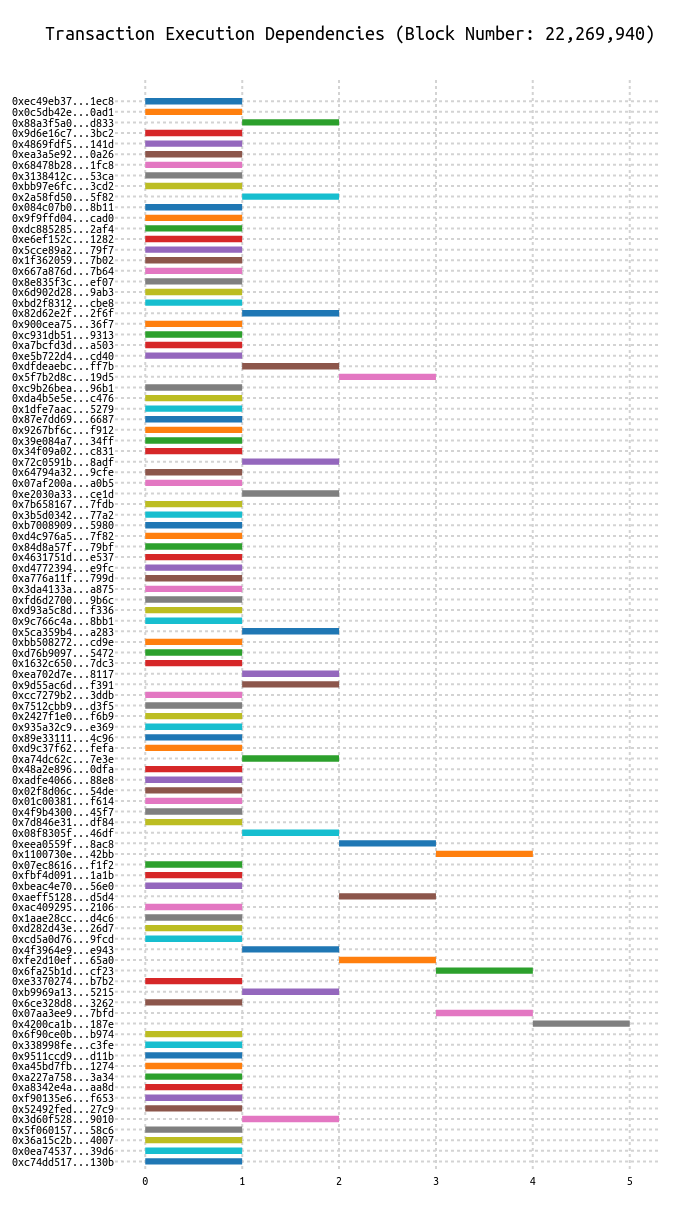 Transaction Execution Dependencies (Block Number: 22,269,940)
0xec49eb37...1ec8
0x0c5db42e...0ad1
0x88a3f5a0...d833
0x9d6e16c7...3bc2
0x4869fdf5...141d
0xea3a5e92...0a26
0x68478b28...1fc8
0x3138412c...53ca
0xbb97e6fc...3cd2
0x2a58fd50...5f82
0x084c07b0...8b11
0x9f9ffd04...cad0
0xdc885285...2af4
0xe6ef152c...1282
0x5cce89a2...79f7
0x1f362059...7b02
0x667a876d...7b64
0x8e835f3c...ef07
0x6d902d28...9ab3
0xbd2f8312...cbe8
0x82d62e2f...2f6f
0x900cea75...36f7
0xc931db51...9313
0xa7bcfd3d...a503
0xe5b722d4...cd40
0xdfdeaebc...ff7b
0x5f7b2d8c...19d5
0xc9b26bea...96b1
0xda4b5e5e...c476
0x1dfe7aac...5279
0x87e7dd69...6687
0x9267bf6c...f912
0x39e084a7...34ff
0x34f09a02...c831
0x72c0591b...8adf
0x64794a32...9cfe
0x07af200a...a0b5
0xe2030a33...ce1d
0x7b658167...7fdb
0x3b5d0342...77a2
0xb7008909...5980
0xd4c976a5...7f82
0x84d8a57f...79bf
0x4631751d...e537
0xd4772394...e9fc
0xa776a11f...799d
0x3da4133a...a875
0xfd6d2700...9b6c
0xd93a5c8d...f336
0x9c766c4a...8bb1
0x5ca359b4...a283
0xbb508272...cd9e
0xd76b9097...5472
0x1632c650...7dc3
0xea702d7e...8117
0x9d55ac6d...f391
0xcc7279b2...3ddb
0x7512cbb9...d3f5
0x2427f1e0...f6b9
0x935a32c9...e369
0x89e33111...4c96
0xd9c37f62...fefa
0xa74dc62c...7e3e
0x48a2e896...0dfa
0xadfe4066...88e8
0x02f8d06c...54de
0x01c00381...f614
0x4f9b4300...45f7
0x7d846e31...df84
0x08f8305f...46df
0xeea0559f...8ac8
0x1100730e...42bb
0x07ec8616...f1f2
0xfbf4d091...1a1b
0xbeac4e70...56e0
0xaeff5128...d5d4
0xac409295...2106
0x1aae28cc...d4c6
0xd282d43e...26d7
0xcd5a0d76...9fcd
0x4f3964e9...e943
0xfe2d10ef...65a0
0x6fa25b1d...cf23
0xe3370274...b7b2
0xb9969a13...5215
0x6ce328d8...3262
0x07aa3ee9...7bfd
0x4200ca1b...187e
0x6f90ce0b...b974
0x338998fe...c3fe
0x9511ccd9...d11b
0xa45bd7fb...1274
0xa227a758...3a34
0xa8342e4a...aa8d
0xf90135e6...f653
0x52492fed...27c9
0x3d60f528...9010
0x5f060157...58c6
0x36a15c2b...4007
0x0ea74537...39d6
0xc74dd517...130b
0 1 2 3 4 5